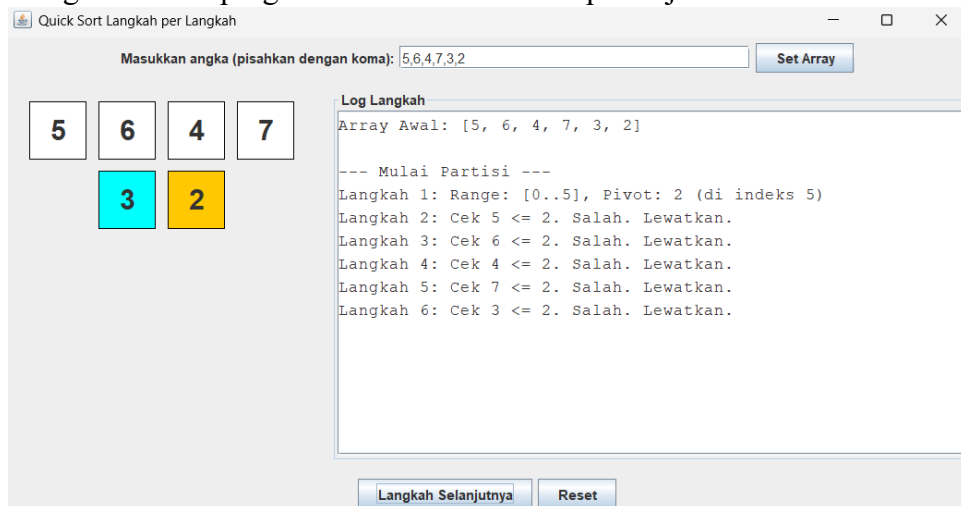 Quick Sort Langkah per Langkah
Masukkan angka (pisahkan dengan koma): 5,6,4,7,3,2 Set Array
5 6 4 7
3 2
Log Langkah
Array Awal: [5, 6, 4, 7, 3, 2]
--- Mulai Partisi ---
Langkah 1: Range: [0..5], Pivot: 2 (di indeks 5)
Langkah 2: Cek 5 <= 2. Salah. Lewatkan.
Langkah 3: Cek 6 <= 2. Salah. Lewatkan.
Langkah 4: Cek 4 <= 2. Salah. Lewatkan.
Langkah 5: Cek 7 <= 2. Salah. Lewatkan.
Langkah 6: Cek 3 <= 2. Salah. Lewatkan.
Langkah Selanjutnya Reset